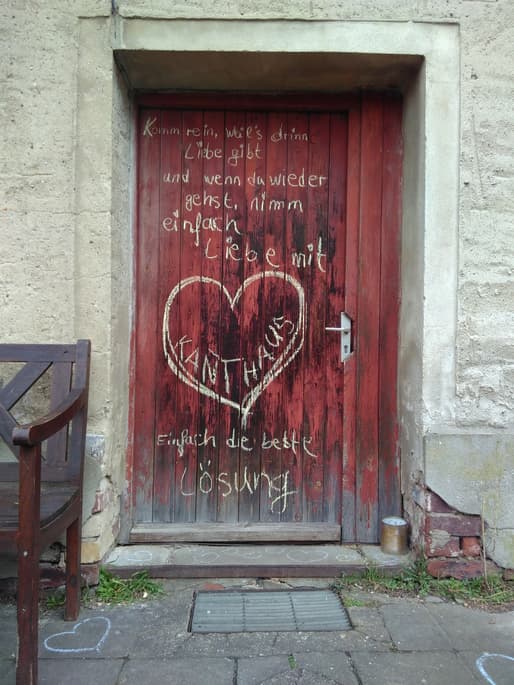 Komm rein, weil's drinn
Liebe gibt
und wenn du wieder
gehst, nimm
einfach
Liebe mit
KANTHAUS
Einfach die beste
Lösung